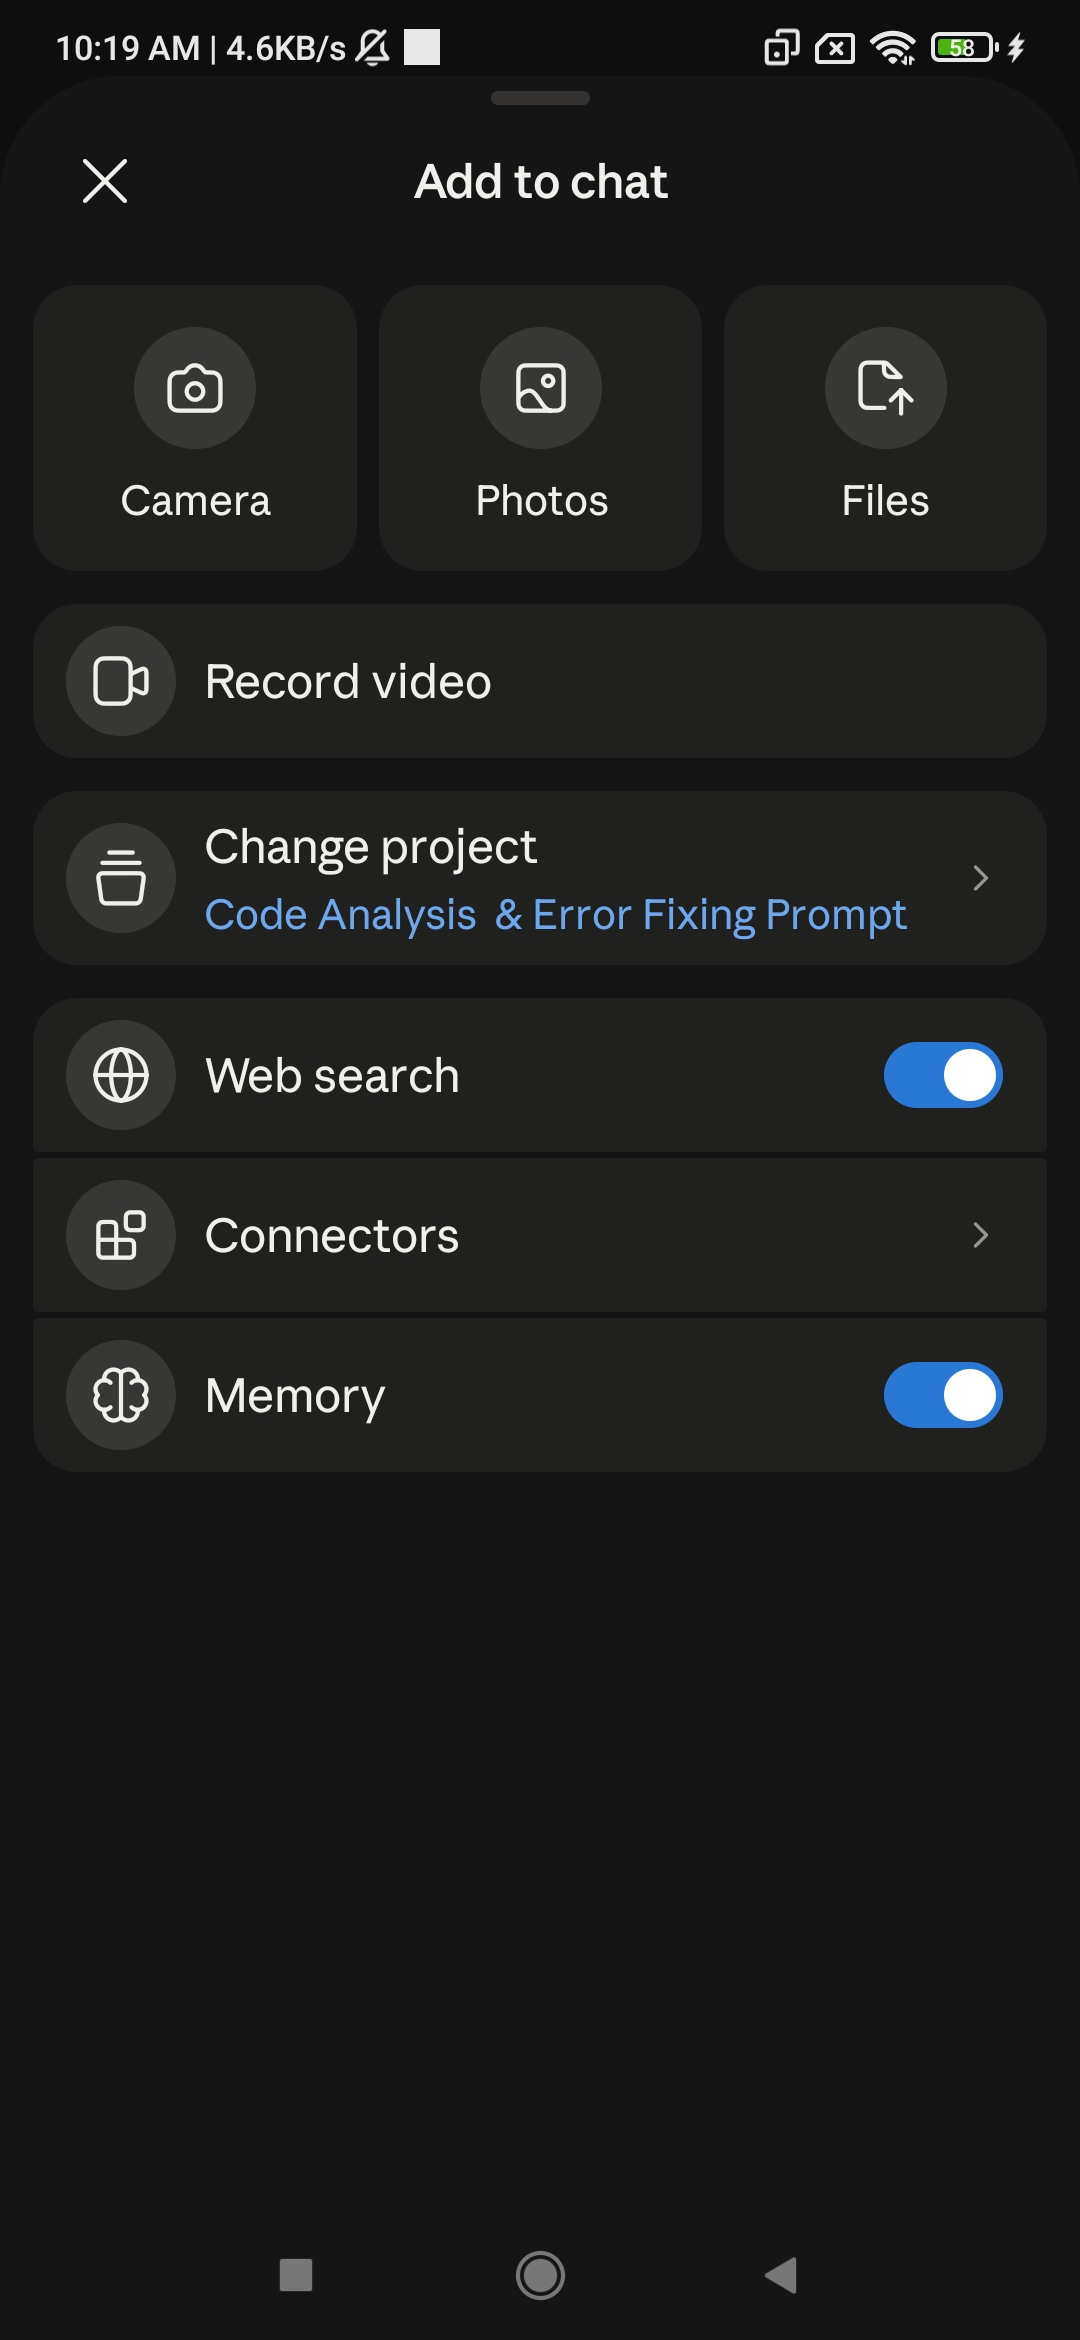 10:19 AM | 4.6KB/s 58
Add to chat
Camera Photos Files
Record video
Change project
Code Analysis & Error Fixing Prompt
Web search
Connectors
Memory